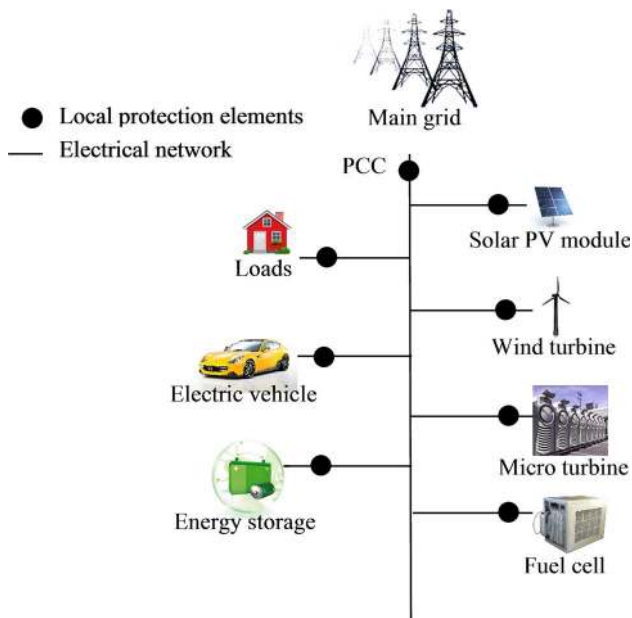 Main grid
Local protection elements
Electrical network
PCC
Solar PV module
Loads
Wind turbine
Electric vehicle
Micro turbine
Energy storage
Fuel cell